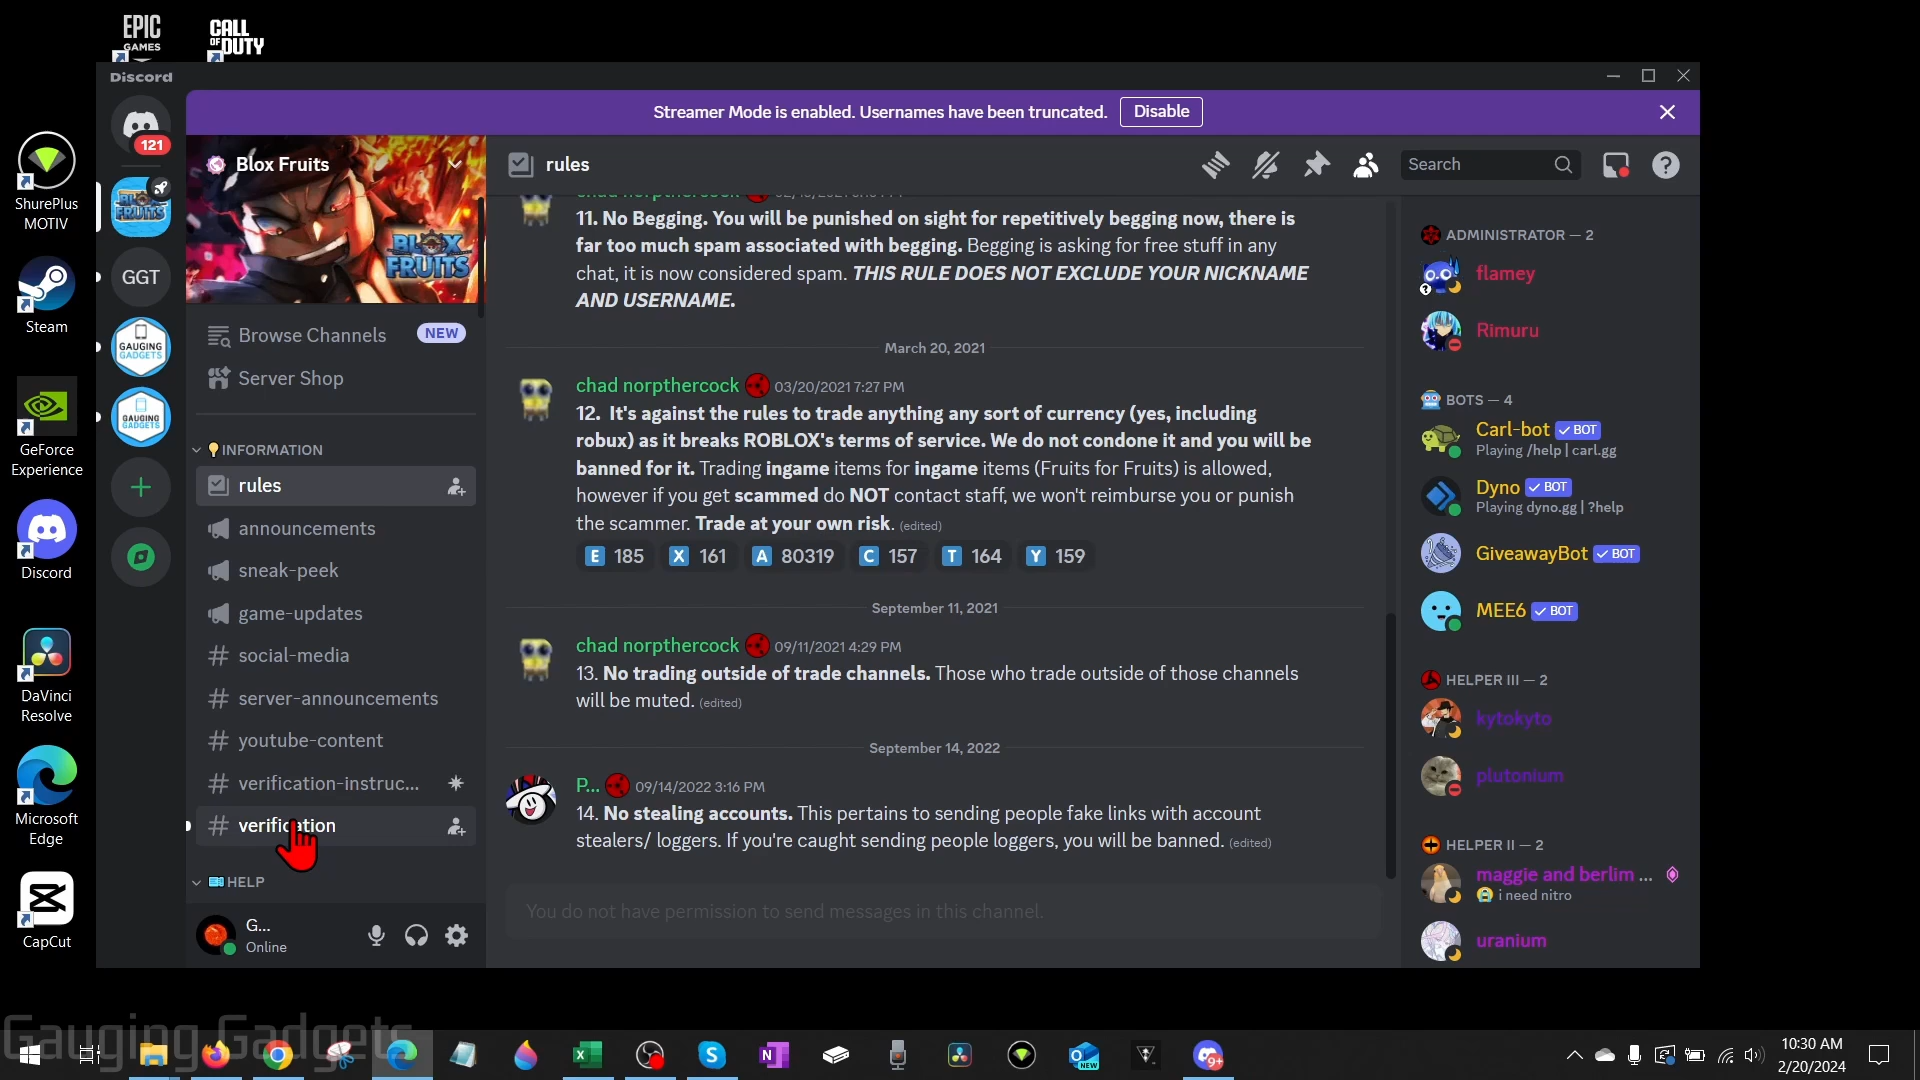 EPIC
GAMES
CALL
OF DUTY
Discord
Streamer Mode is enabled. Usernames have been truncated.
Disable
121
Blox Fruits
rules
Search
BLOX
FRUITS
BLOX
FRUITS
ShurePlus
MOTIV
Steam
GeForce
Experience
Discord
DaVinci
Resolve
Microsoft
Edge
CapCut
GGT
GAUGING
GADGETS
GAUGING
GADGETS
Browse Channels
NEW
Server Shop
INFORMATION
rules
announcements
sneak-peek
game-updates
social-media
server-announcements
youtube-content
verification-instruc...
verification
HELP
G...
Online
11. No Begging. You will be punished on sight for repetitively begging now, there is
far too much spam associated with begging. Begging is asking for free stuff in any
chat, it is now considered spam. THIS RULE DOES NOT EXCLUDE YOUR NICKNAME
AND USERNAME.
March 20, 2021
chad norpthercock 03/20/2021 7:27 PM
12. It's against the rules to trade anything any sort of currency (yes, including
robux) as it breaks ROBLOX's terms of service. We do not condone it and you will be
banned for it. Trading ingame items for ingame items (Fruits for Fruits) is allowed,
however if you get scammed do NOT contact staff, we won't reimburse you or punish
the scammer. Trade at your own risk. (edited)
E 185 X 161 A 80319 C 157 T 164 Y 159
September 11, 2021
chad norpthercock 09/11/2021 4:29 PM
13. No trading outside of trade channels. Those who trade outside of those channels
will be muted. (edited)
September 14, 2022
P... 09/14/2022 3:16 PM
14. No stealing accounts. This pertains to sending people fake links with account
stealers/ loggers. If you're caught sending people loggers, you will be banned. (edited)
You do not have permission to send messages in this channel.
ADMINISTRATOR — 2
flamey
Rimuru
BOTS — 4
Carl-bot BOT
Playing /help | carl.gg
Dyno BOT
Playing dyno.gg | ?help
GiveawayBot BOT
MEE6 BOT
HELPER III — 2
kytokyto
plutonium
HELPER II — 2
maggie and berlim ...
i need nitro
uranium
Gauging Gadgets
NEW
9+
10:30 AM
2/20/2024